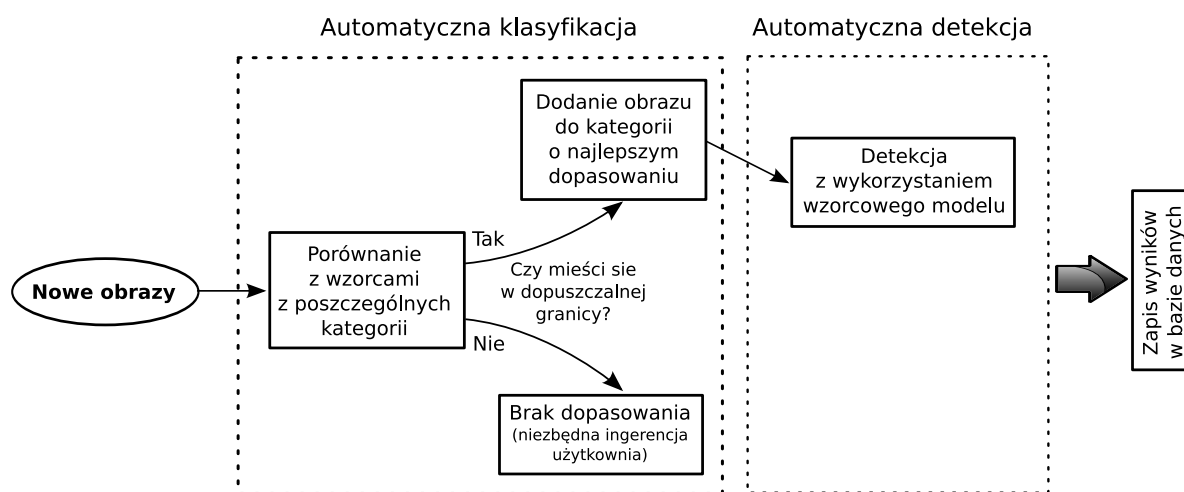 Automatyczna klasyfikacja
Automatyczna detekcja
Nowe obrazy
Porównanie
z wzorcami
z poszczególnych
kategorii
Tak
Czy mieści sie
w dopuszczalnej
granicy?
Nie
Dodanie obrazu
do kategorii
o najlepszym
dopasowaniu
Brak dopasowania
(niezbędna ingerencja
użytkownia)
Detekcja
z wykorzystaniem
wzorcowego modelu
Zapis wyników
w bazie danych